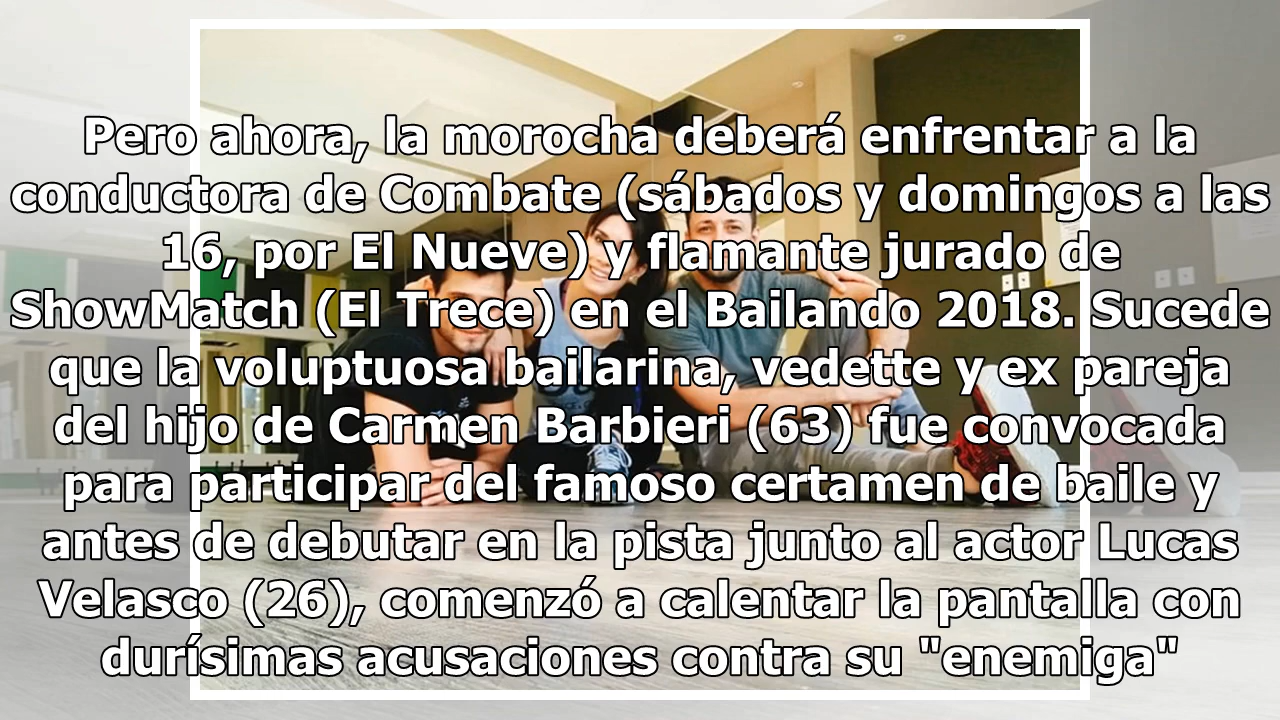 Pero ahora, la morocha deberá enfrentar a la
conductora de Combate (sábados y domingos a las
16, por El Nueve) y flamante jurado de
ShowMatch (El Trece) en el Bailando 2018. Sucede
que la voluptuosa bailarina, vedette y ex pareja
del hijo de Carmen Barbieri (63) fue convocada
para participar del famoso certamen de baile y
antes de debutar en la pista junto al actor Lucas
Velasco (26), comenzó a calentar la pantalla con
durísimas acusaciones contra su "enemiga"